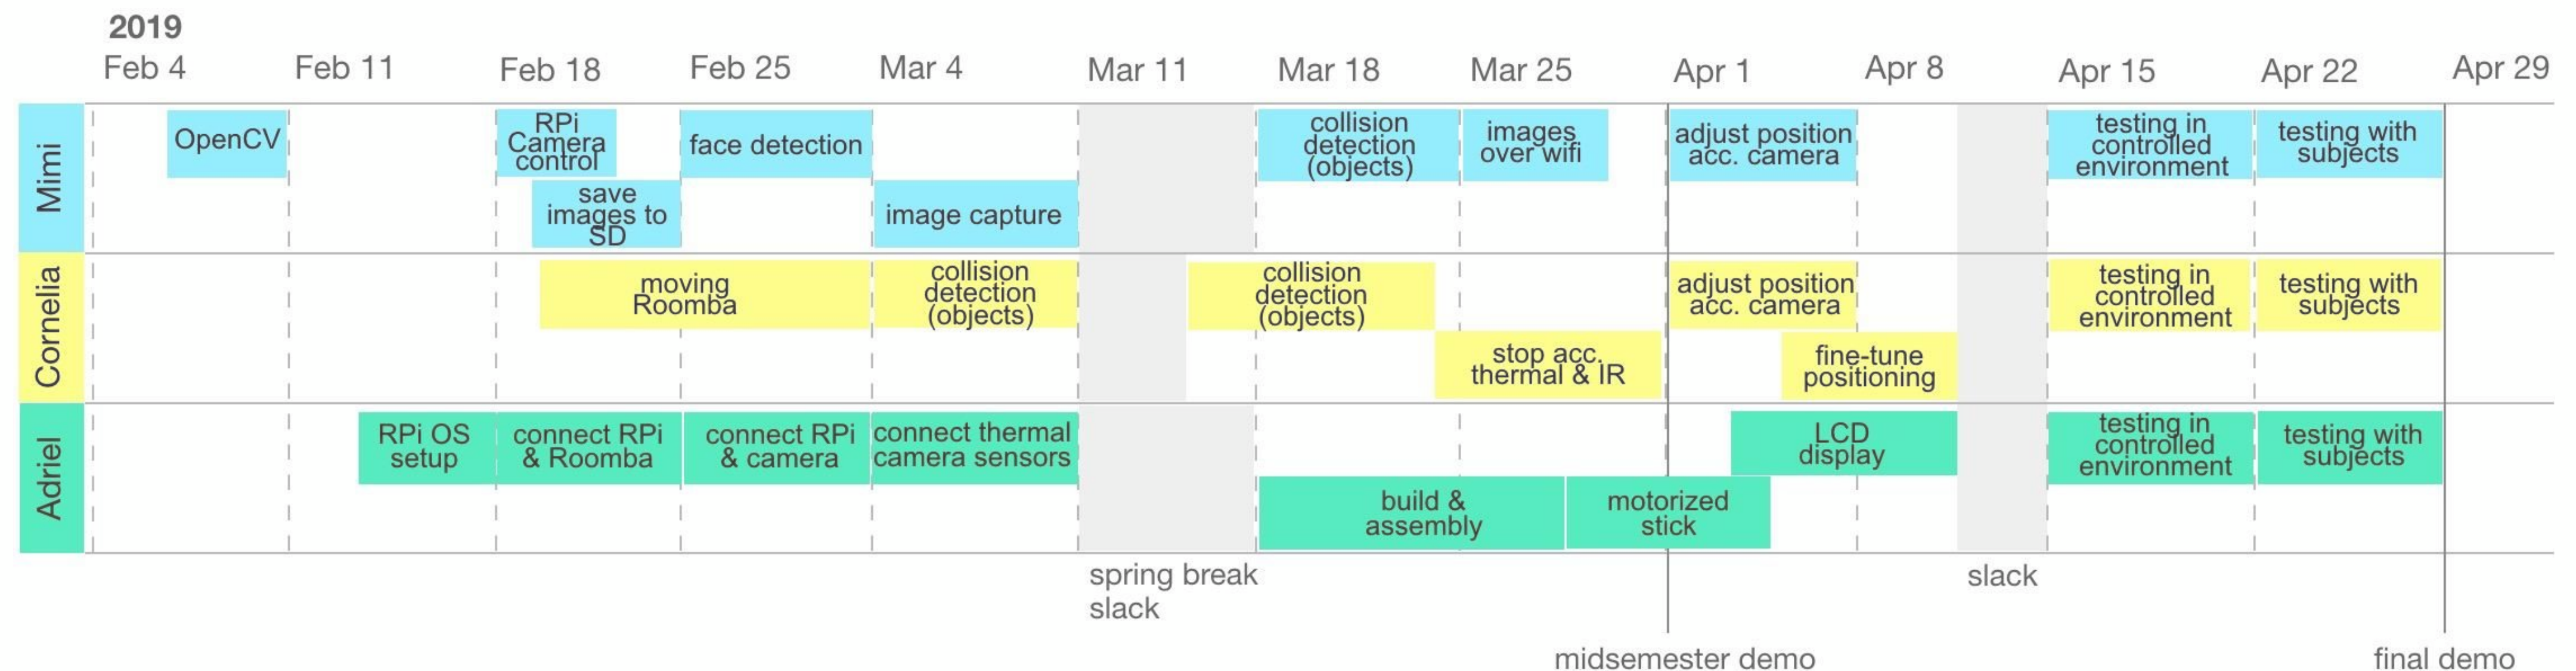 2019
Feb 4
Feb 11
Feb 18
Feb 25
Mar 4
Mar 11
Mar 18
Mar 25
Apr 1
Apr 8
Apr 15
Apr 22
Apr 29
Mimi
OpenCV
RPi
Camera
control
save
images to
SD
face detection
image capture
collision
detection
(objects)
images
over wifi
adjust position
acc. camera
testing in
controlled
environment
testing with
subjects
Cornelia
moving
Roomba
collision
detection
(objects)
collision
detection
(objects)
stop acc.
thermal & IR
adjust position
acc. camera
fine-tune
positioning
testing in
controlled
environment
testing with
subjects
Adriel
RPi OS
setup
connect RPi
& Roomba
connect RPi
& camera
connect thermal
camera sensors
build &
assembly
motorized
stick
LCD
display
testing in
controlled
environment
testing with
subjects
spring break
slack
slack
midsemester demo
final demo